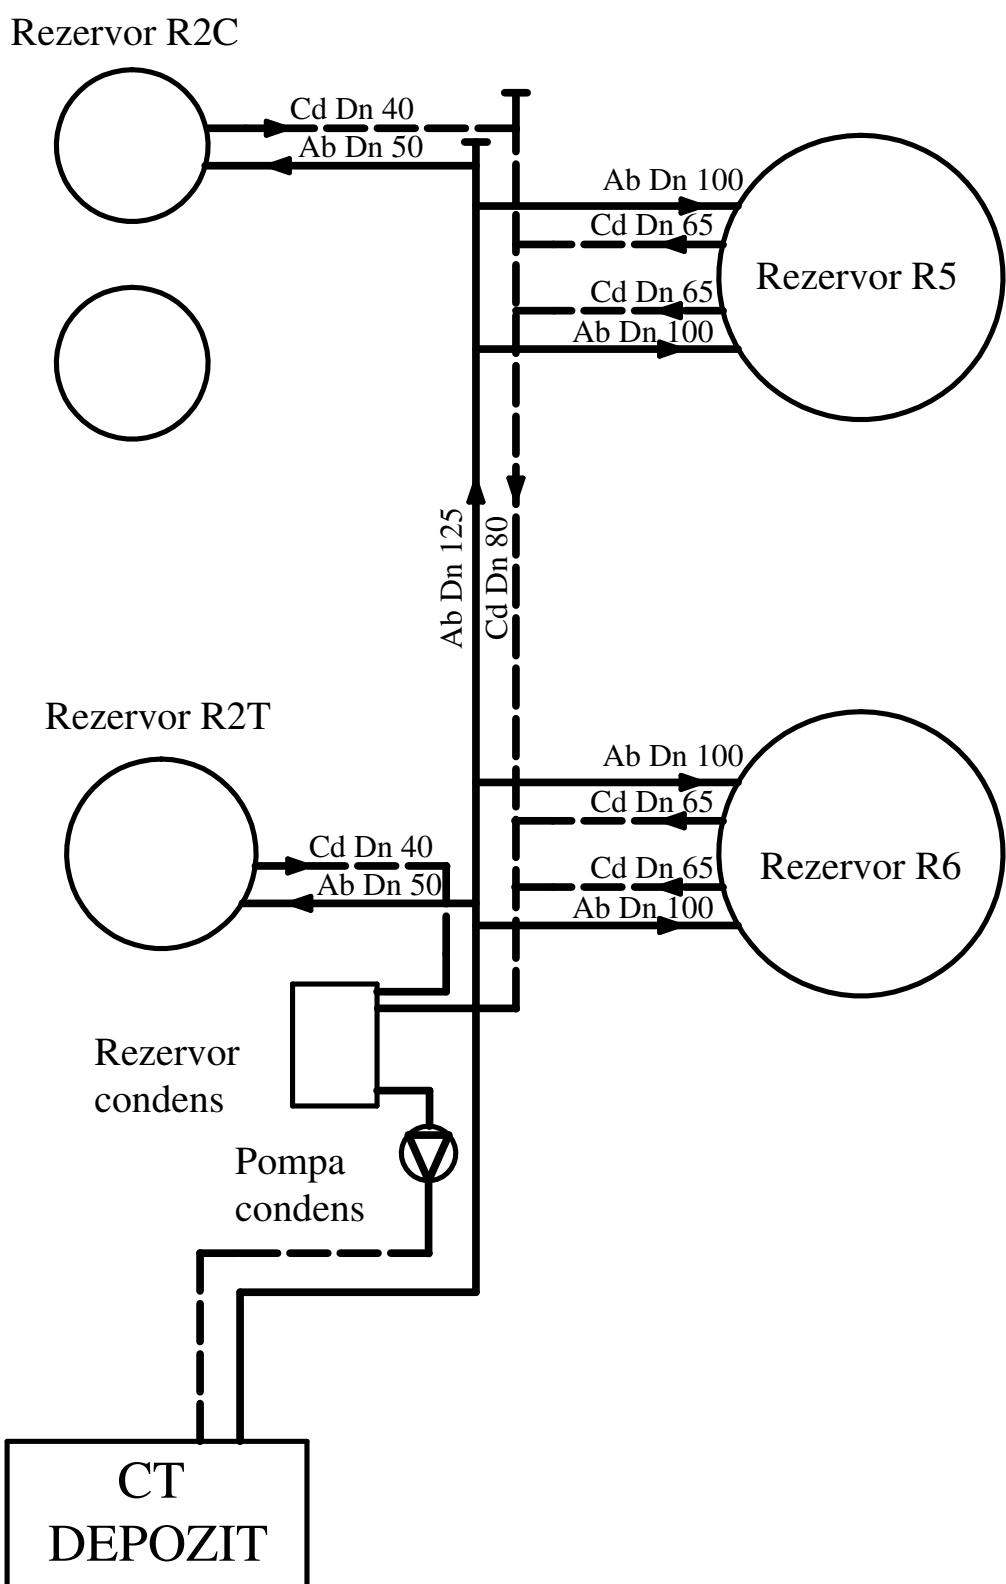 Rezervor R2C
Cd Dn 40
Ab Dn 50
Ab Dn 100
Cd Dn 65
Rezervor R5
Cd Dn 65
Ab Dn 100
Ab Dn 125
Cd Dn 80
Rezervor R2T
Ab Dn 100
Cd Dn 65
Cd Dn 40
Ab Dn 50
Rezervor R6
Cd Dn 65
Ab Dn 100
Rezervor
condens
Pompa
condens
CT
DEPOZIT